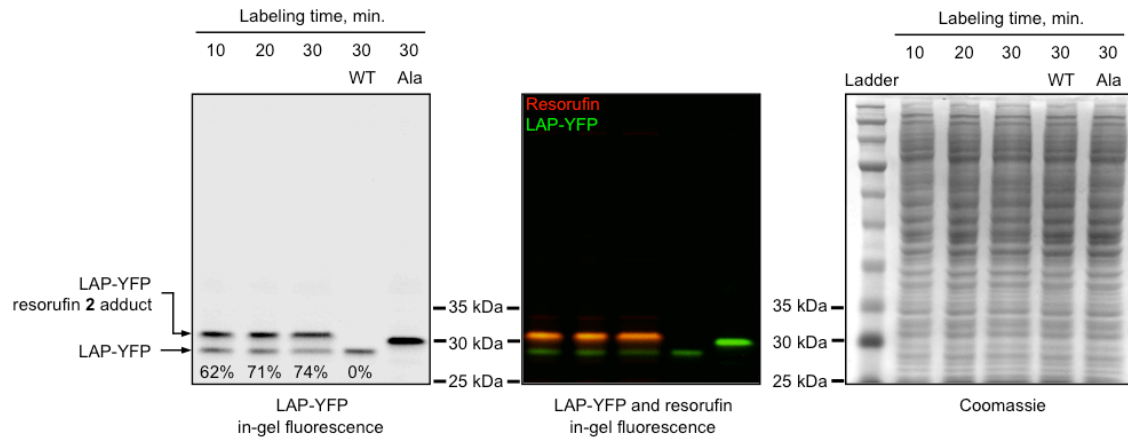 Labeling time, min.
10 20 30 30 30
WT Ala
LAP-YFP
resorufin 2 adduct
LAP-YFP
62% 71% 74% 0%
LAP-YFP
in-gel fluorescence
35 kDa
30 kDa
25 kDa
Resorufin
LAP-YFP
LAP-YFP and resorufin
in-gel fluorescence
Labeling time, min.
10 20 30 30 30
Ladder WT Ala
35 kDa
30 kDa
25 kDa
Coomassie